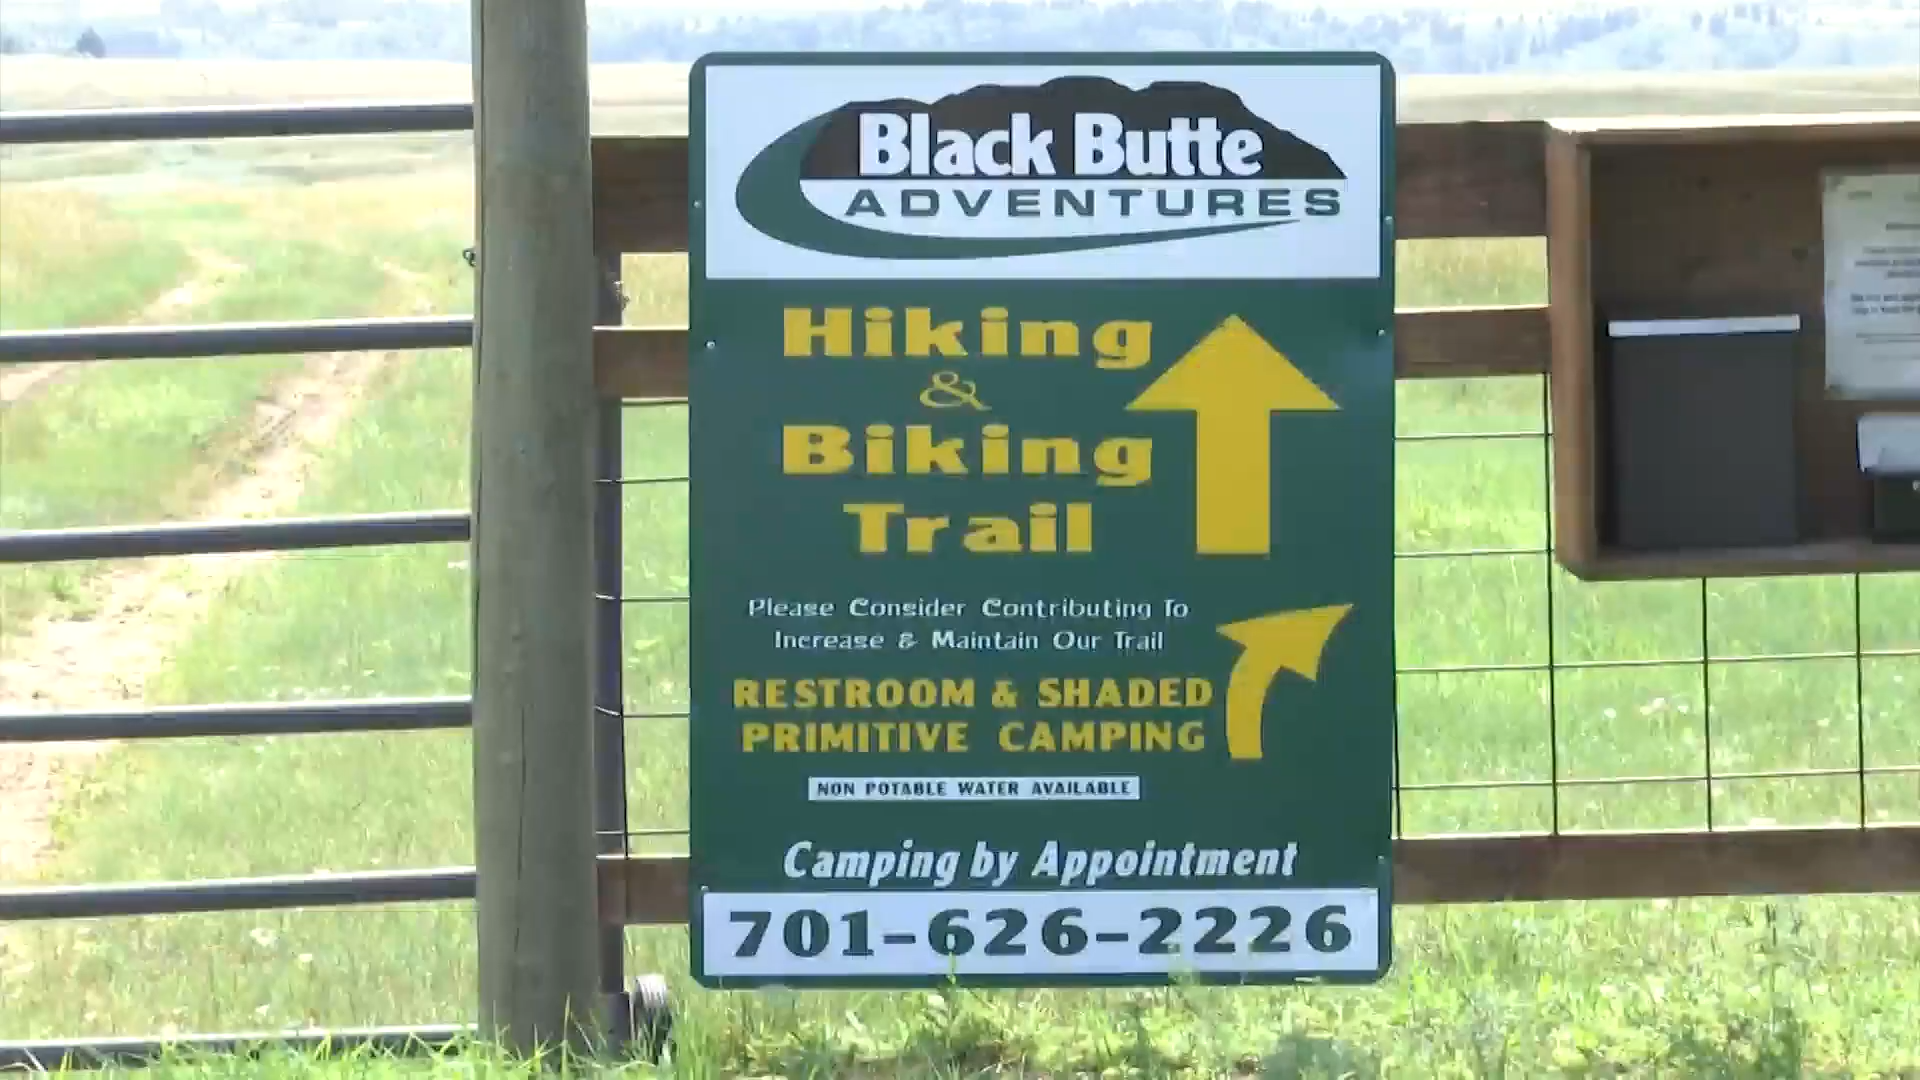 Black Butte
ADVENTURES
Hiking
&
Biking
Trail
Please Consider Contributing To
Increase & Maintain Our Trail
RESTROOM & SHADED
PRIMITIVE CAMPING
NON POTABLE WATER AVAILABLE
Camping by Appointment
701-626-2226